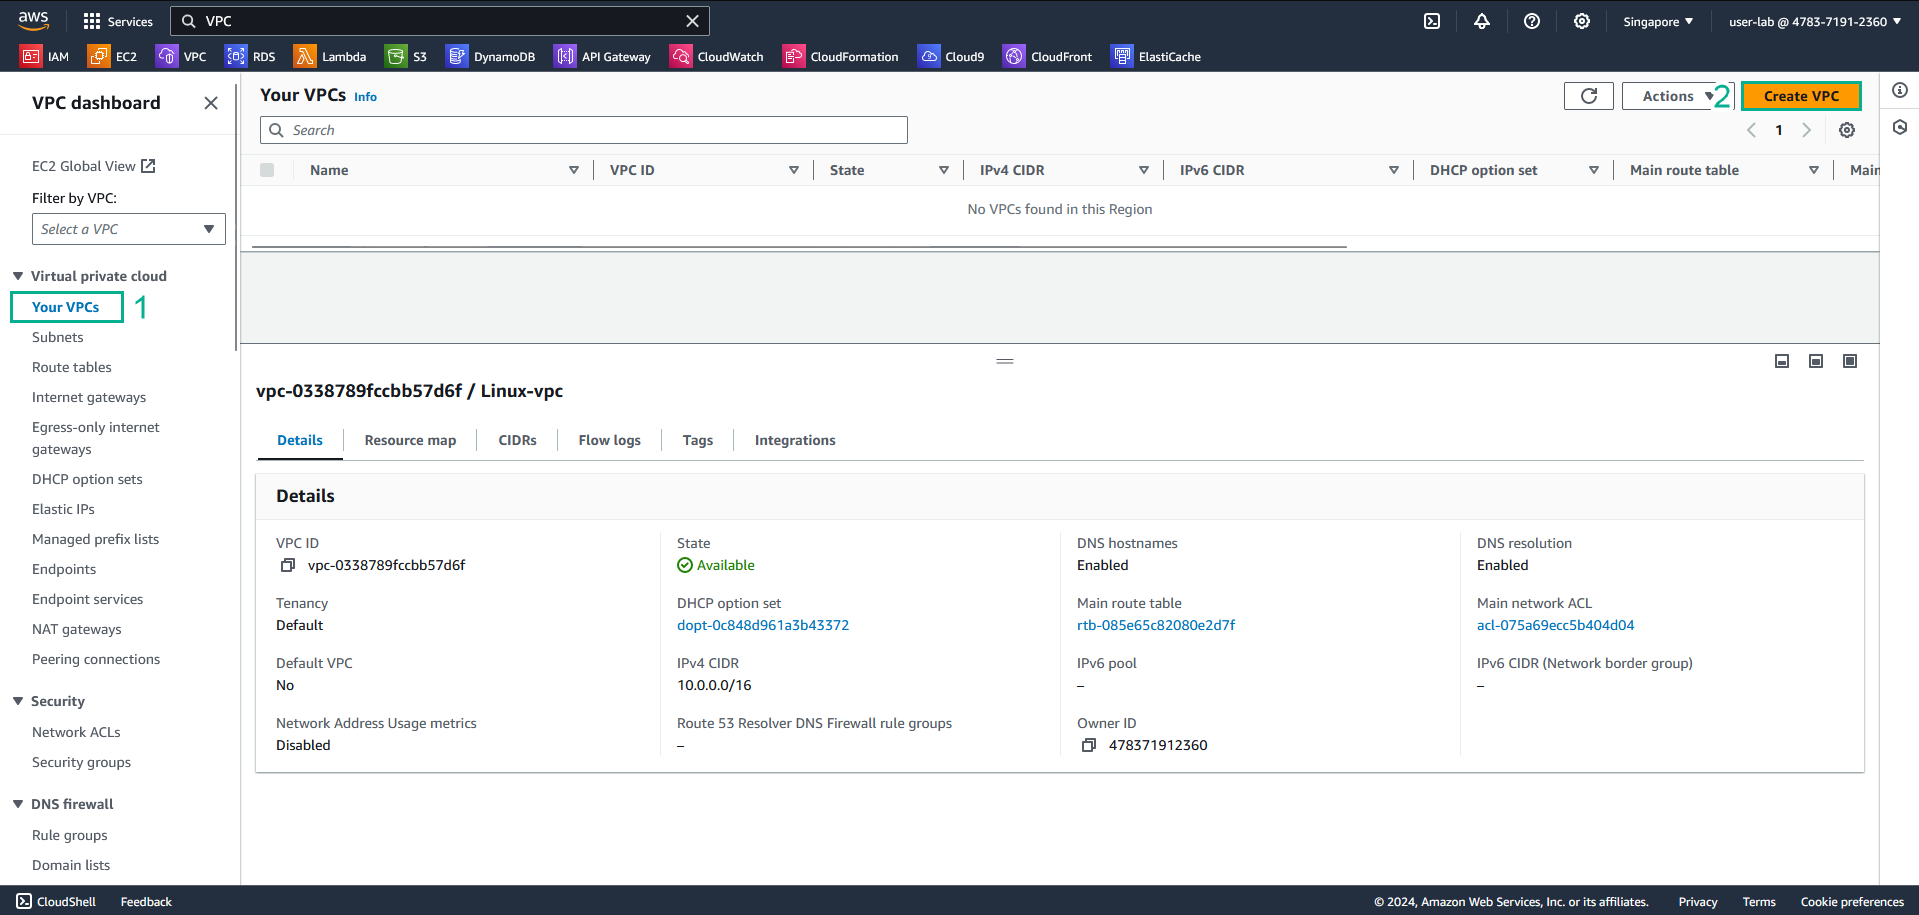 aws
Services
VPC
Singapore
user-lab @ 4783-7191-2360
IAM
EC2
VPC
RDS
Lambda
S3
DynamoDB
API Gateway
CloudWatch
CloudFormation
Cloud9
CloudFront
ElastiCache
VPC dashboard
EC2 Global View
Filter by VPC:
Select a VPC
Virtual private cloud
Your VPCs
1
Subnets
Route tables
Internet gateways
Egress-only internet
gateways
DHCP option sets
Elastic IPs
Managed prefix lists
Endpoints
Endpoint services
NAT gateways
Peering connections
Security
Network ACLs
Security groups
DNS firewall
Rule groups
Domain lists
Your VPCs
Info
Actions
2
Create VPC
Search
1
Name
VPC ID
State
IPv4 CIDR
IPv6 CIDR
DHCP option set
Main route table
Main
No VPCs found in this Region
vpc-0338789fccbb57d6f / Linux-vpc
Details
Resource map
CIDRs
Flow logs
Tags
Integrations
Details
VPC ID
vpc-0338789fccbb57d6f
State
Available
DNS hostnames
Enabled
DNS resolution
Enabled
Tenancy
Default
DHCP option set
dopt-0c848d961a3b43372
Main route table
rtb-085e65c82080e2d7f
Main network ACL
acl-075a69ecc5b404d04
Default VPC
No
IPv4 CIDR
10.0.0.0/16
IPv6 pool
–
IPv6 CIDR (Network border group)
–
Network Address Usage metrics
Disabled
Route 53 Resolver DNS Firewall rule groups
–
Owner ID
478371912360
CloudShell
Feedback
© 2024, Amazon Web Services, Inc. or its affiliates.
Privacy
Terms
Cookie preferences